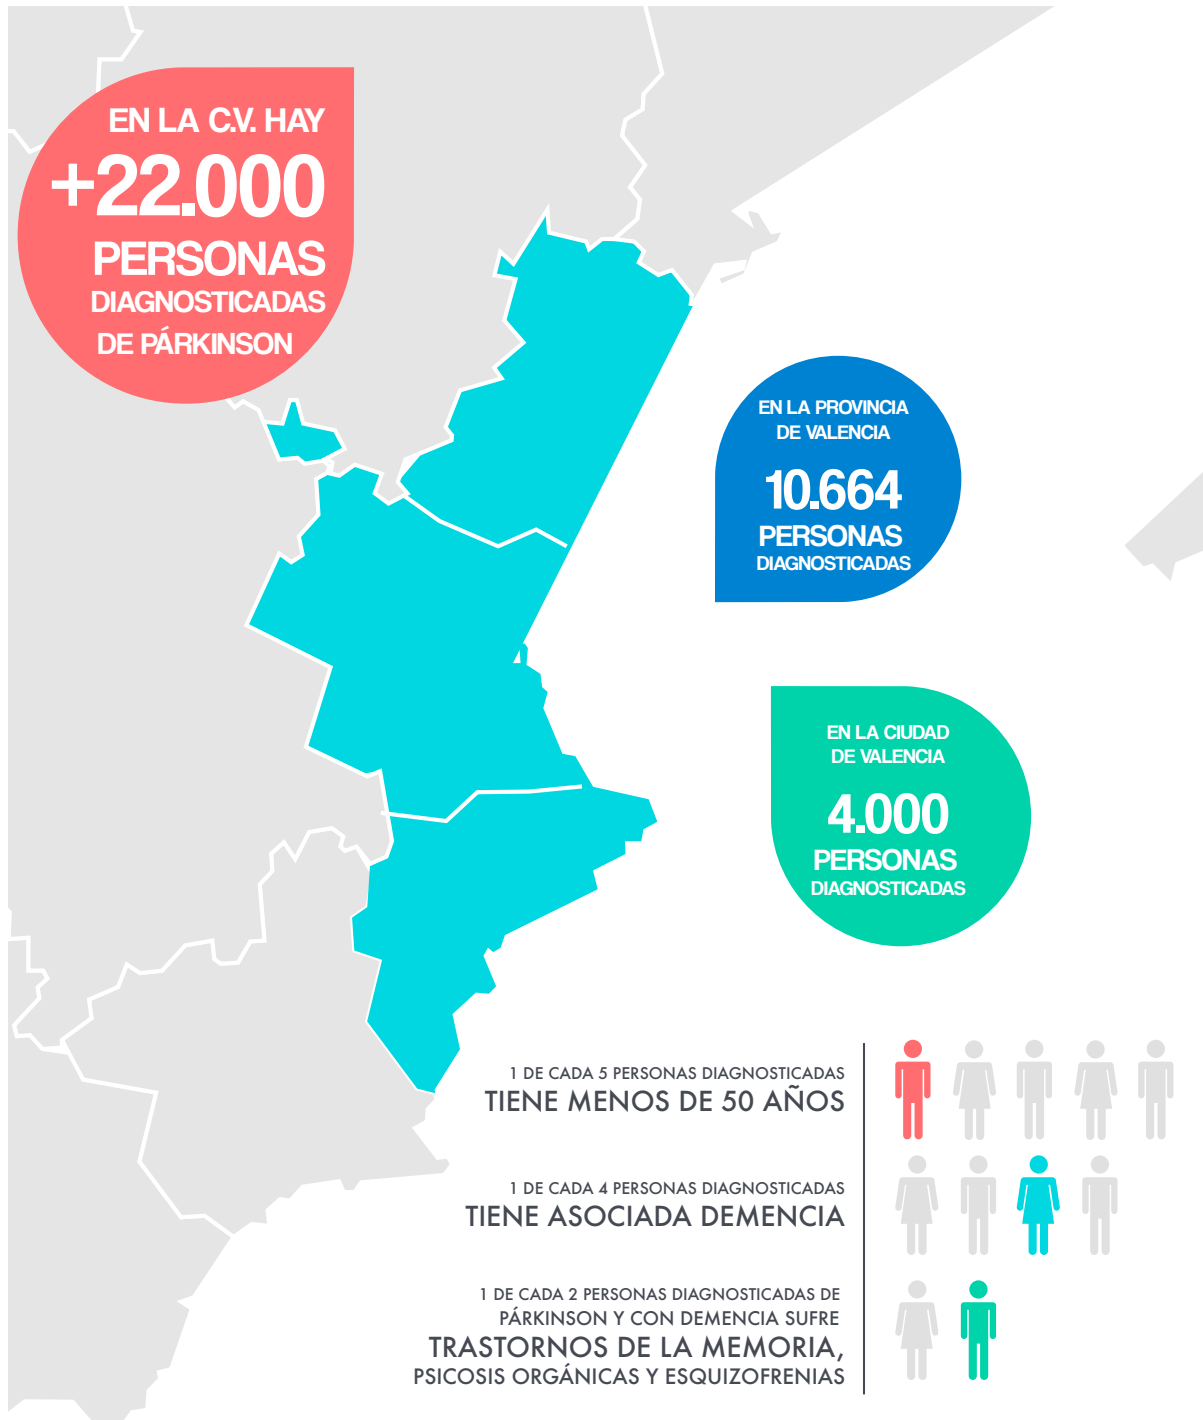 EN LA C.V. HAY
+22.000
PERSONAS
DIAGNOSTICADAS
DE PÁRKINSON
EN LA PROVINCIA
DE VALENCIA
10.664
PERSONAS
DIAGNOSTICADAS
EN LA CIUDAD
DE VALENCIA
4.000
PERSONAS
DIAGNOSTICADAS
1 DE CADA 5 PERSONAS DIAGNOSTICADAS
TIENE MENOS DE 50 AÑOS
1 DE CADA 4 PERSONAS DIAGNOSTICADAS
TIENE ASOCIADA DEMENCIA
1 DE CADA 2 PERSONAS DIAGNOSTICADAS DE
PÁRKINSON Y CON DEMENCIA SUFRE
TRASTORNOS DE LA MEMORIA,
PSICOSIS ORGÁNICAS Y ESQUIZOFRENIAS